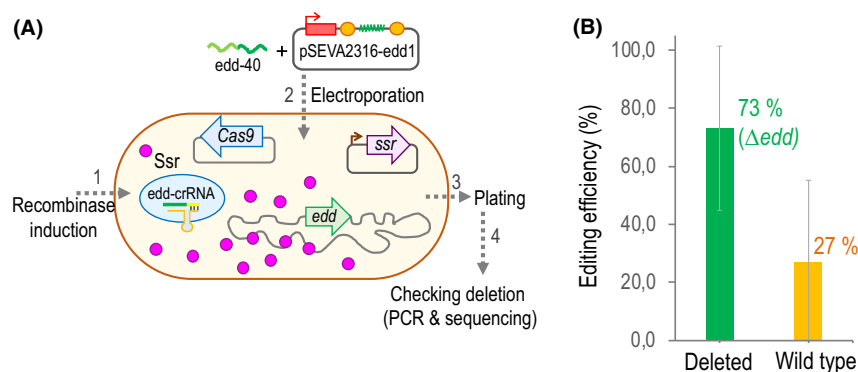 (A)
edd-40
+
pSEVA2316-edd1
2
Electroporation
Cas9
ssr
Ssr
1
Recombinase
induction
edd-crRNA
edd
3
Plating
4
Checking deletion
(PCR & sequencing)
(B)
Editing efficiency (%)
100,0
80,0
60,0
40,0
20,0
0,0
73 %
(Δedd)
27 %
Deleted
Wild type